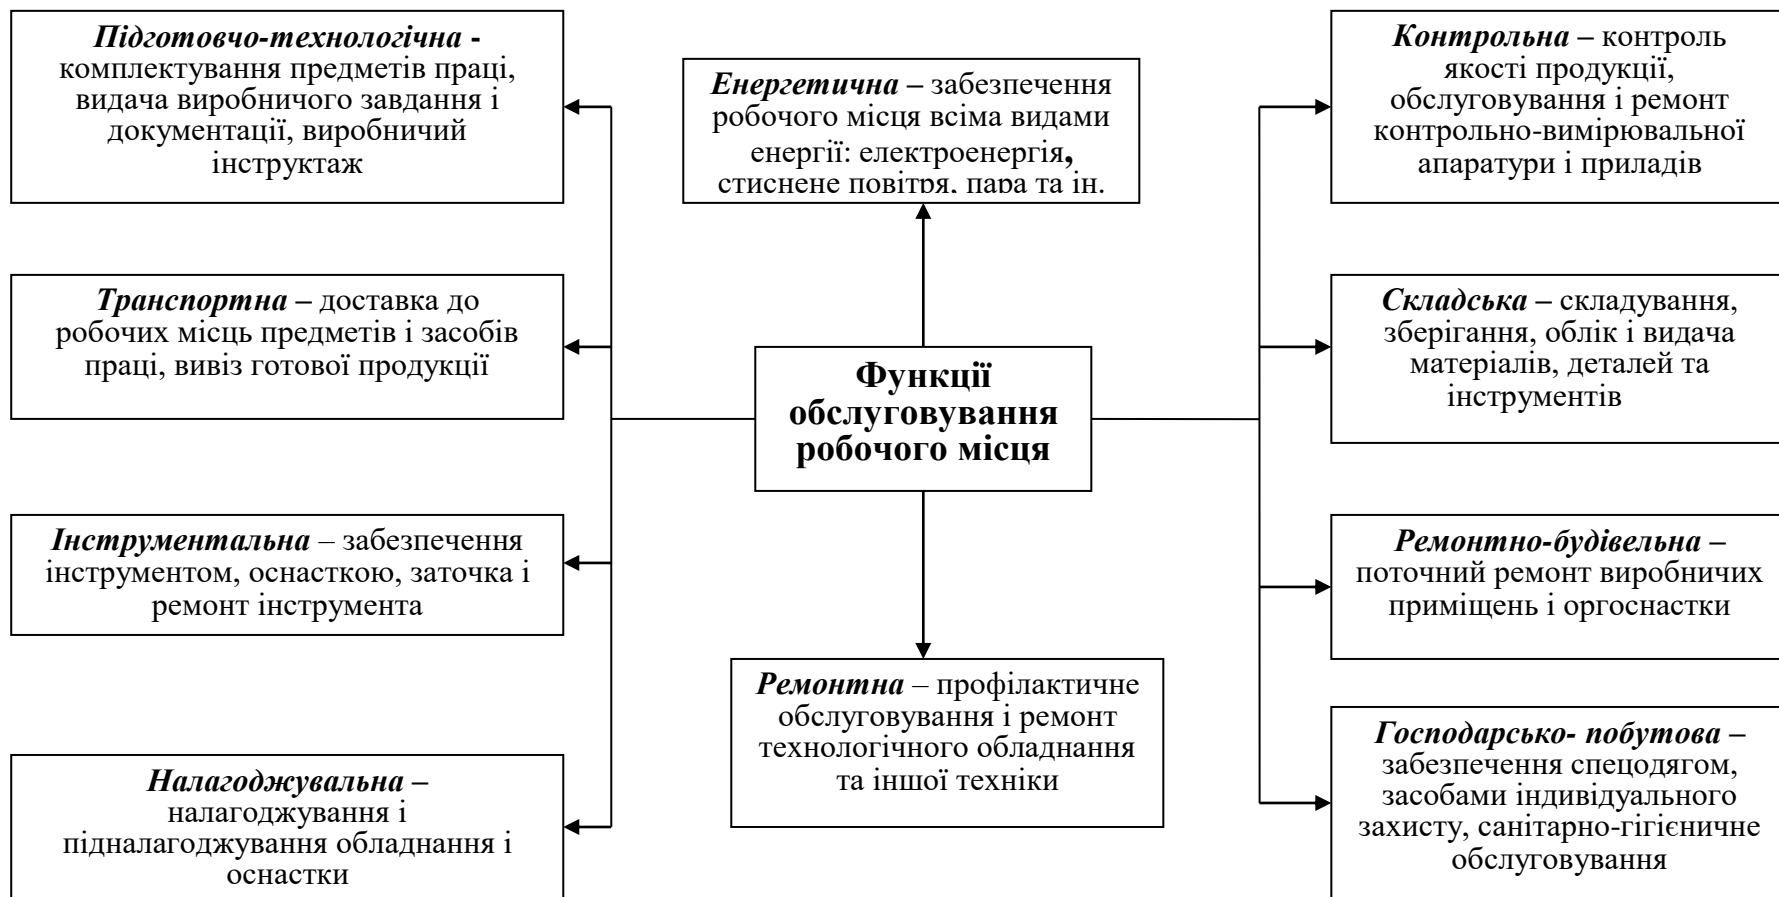 Підготовчо-технологічна -
комплектування предметів праці,
видача виробничого завдання і
документації, виробничий
інструктаж
Транспортна – доставка до
робочих місць предметів і засобів
праці, вивіз готової продукції
Інструментальна – забезпечення
інструментом, оснасткою, заточка і
ремонт інструмента
Налагоджувальна –
налагоджування і
підналагоджування обладнання і
оснастки
Енергетична – забезпечення
робочого місця всіма видами
енергії: електроенергія,
стиснене повітря, пара та ін.
Функції
обслуговування
робочого місця
Ремонтна – профілактичне
обслуговування і ремонт
технологічного обладнання
та іншої техніки
Контрольна – контроль
якості продукції,
обслуговування і ремонт
контрольно-вимірювальної
апаратури і приладів
Складська – складування,
зберігання, облік і видача
матеріалів, деталей та
інструментів
Ремонтно-будівельна –
поточний ремонт виробничих
приміщень і оргоснастки
Господарсько- побутова –
забезпечення спецодягом,
засобами індивідуального
захисту, санітарно-гігієничне
обслуговування